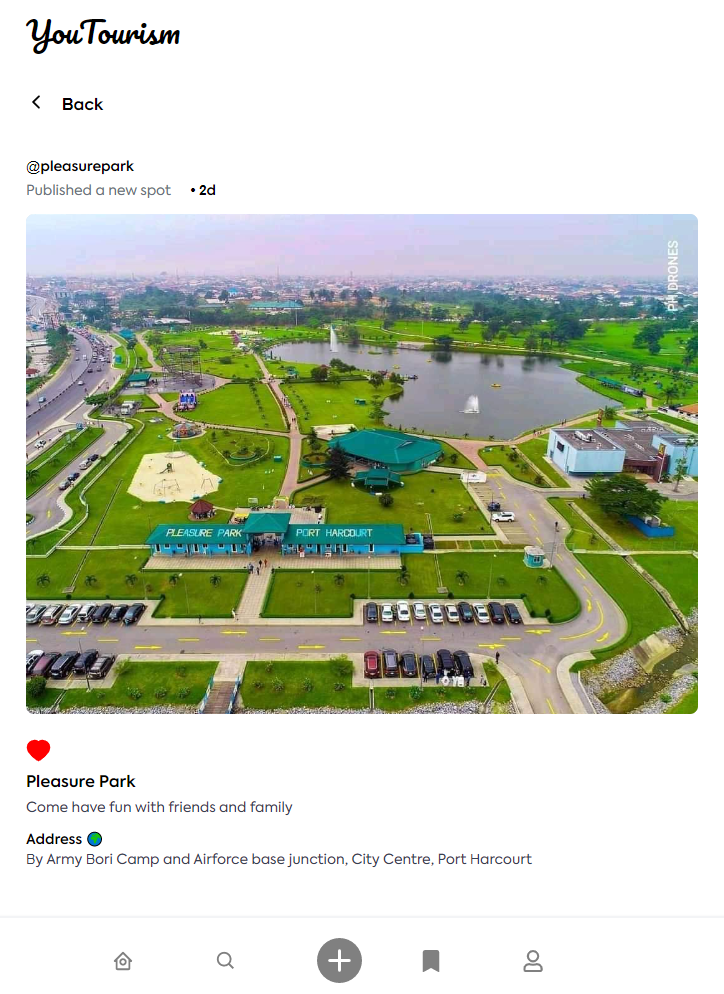 YouTourism
Back
@pleasurepark
Published a new spot • 2d
PH DRONES
PLEASURE PARK PORT HARCOURT
Pleasure Park
Come have fun with friends and family
Address
By Army Bori Camp and Airforce base junction, City Centre, Port Harcourt